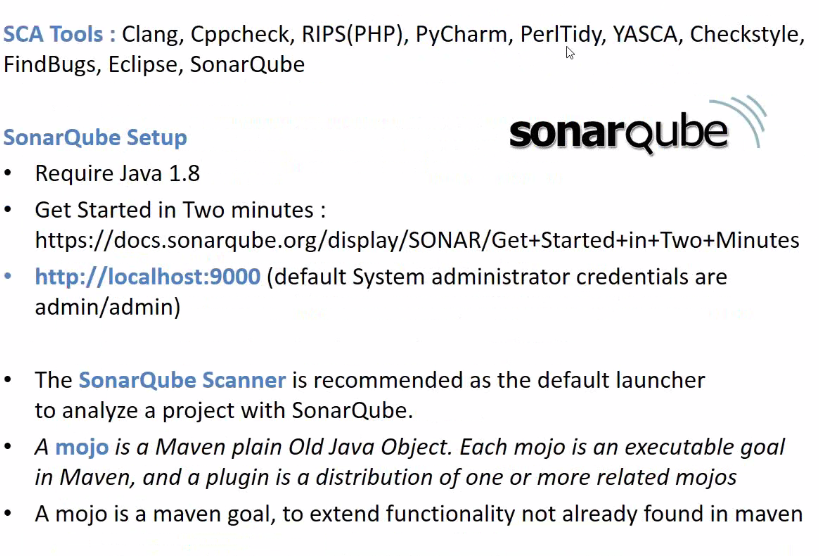 SCA Tools : Clang, Cppcheck, RIPS(PHP), PyCharm, PerlTidy, YASCA, Checkstyle,
FindBugs, Eclipse, SonarQube
sonarqube
SonarQube Setup
• Require Java 1.8
• Get Started in Two minutes :
https://docs.sonarqube.org/display/SONAR/Get+Started+in+Two+Minutes
• http://localhost:9000 (default System administrator credentials are
admin/admin)
• The SonarQube Scanner is recommended as the default launcher
to analyze a project with SonarQube.
• A mojo is a Maven plain Old Java Object. Each mojo is an executable goal
in Maven, and a plugin is a distribution of one or more related mojos
• A mojo is a maven goal, to extend functionality not already found in maven